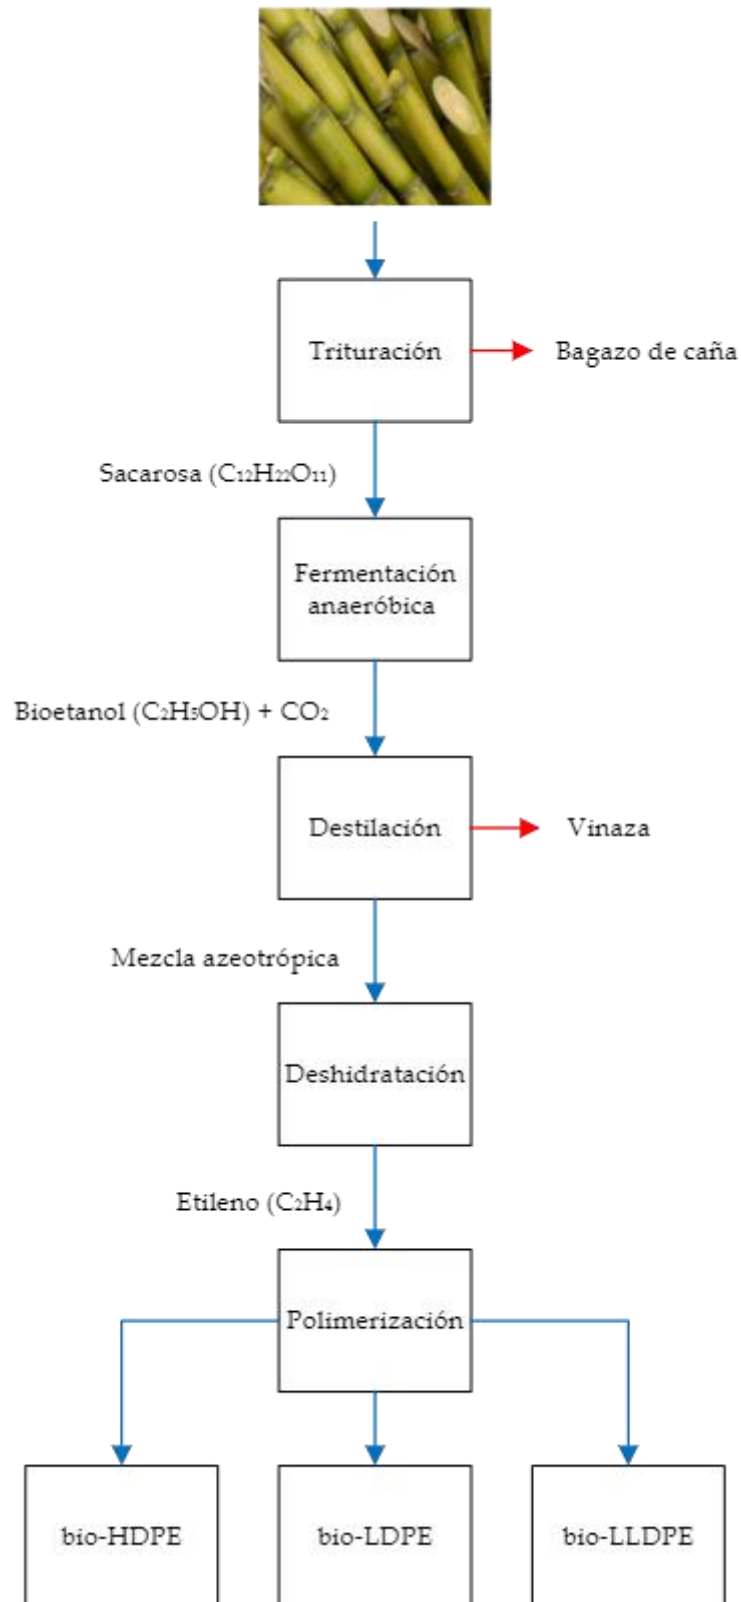 Trituración
Bagazo de caña
Sacarosa (C₁₂H₂₂O₁₁)
Fermentación
anaeróbica
Bioetanol (C₂H₅OH) + CO₂
Destilación
Vinaza
Mezcla azeotrópica
Deshidratación
Etileno (C₂H₄)
Polimerización
bio-HDPE
bio-LDPE
bio-LLDPE